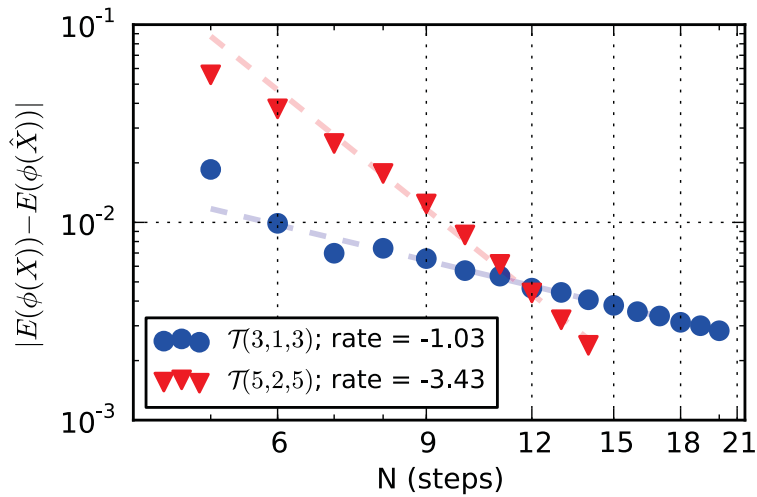 10⁻¹
10⁻²
10⁻³
|E(ϕ(X))−E(ϕ(X̂))|
𝒯(3,1,3); rate = -1.03
𝒯(5,2,5); rate = -3.43
6 9 12 15 18 21
N (steps)